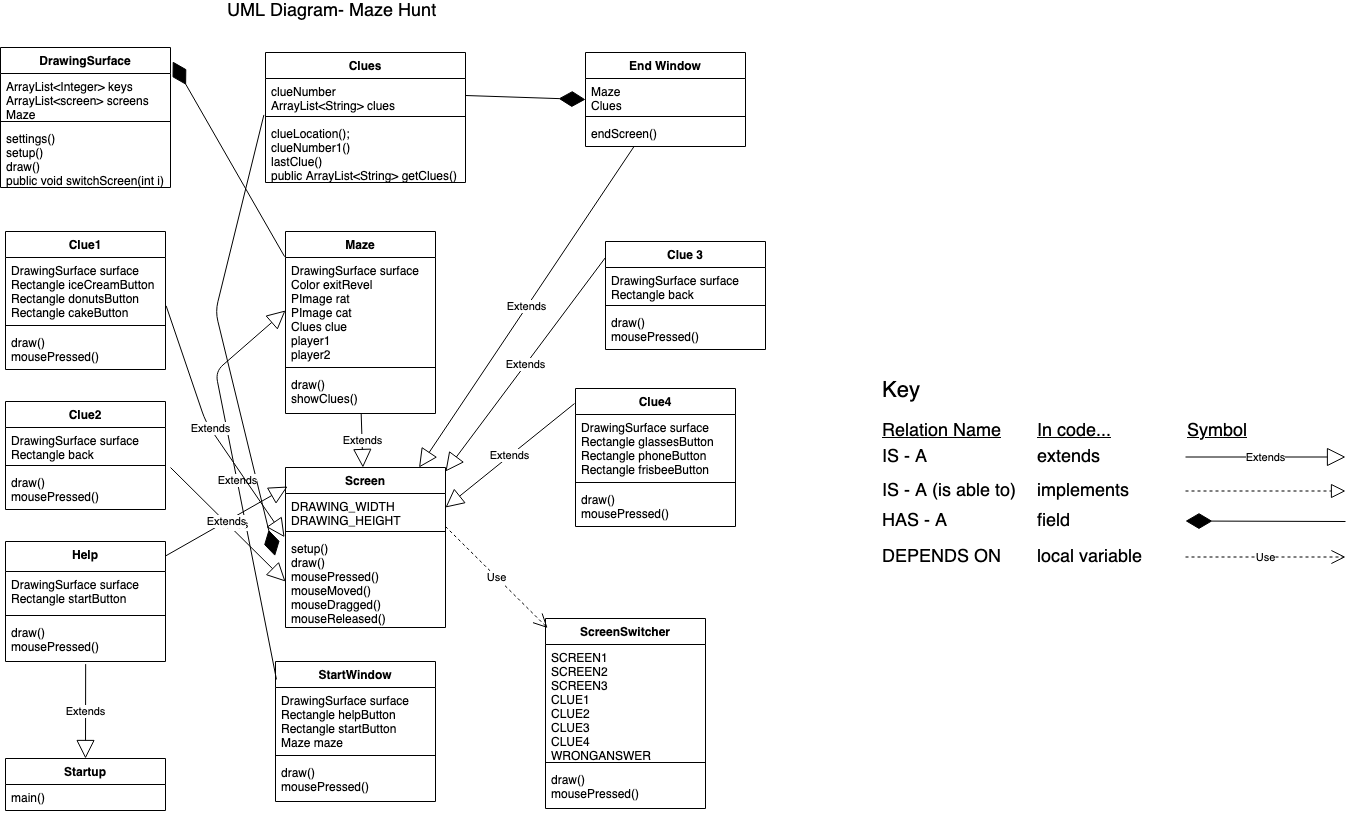 UML Diagram- Maze Hunt
DrawingSurface
ArrayList<Integer> keys
ArrayList<screen> screens
Maze
settings()
setup()
draw()
public void switchScreen(int i)
Clues
clueNumber
ArrayList<String> clues
clueLocation();
clueNumber1()
lastClue()
public ArrayList<String> getClues()
End Window
Maze
Clues
endScreen()
Clue1
DrawingSurface surface
Rectangle iceCreamButton
Rectangle donutsButton
Rectangle cakeButton
draw()
mousePressed()
Maze
DrawingSurface surface
Color exitRevel
PImage rat
PImage cat
Clues clue
player1
player2
draw()
showClues()
Clue 3
DrawingSurface surface
Rectangle back
draw()
mousePressed()
Extends
Extends
Clue2
DrawingSurface surface
Rectangle back
draw()
mousePressed()
Extends
Extends
Extends
Extends
Extends
Clue4
DrawingSurface surface
Rectangle glassesButton
Rectangle phoneButton
Rectangle frisbeeButton
draw()
mousePressed()
Screen
DRAWING_WIDTH
DRAWING_HEIGHT
setup()
draw()
mousePressed()
mouseMoved()
mouseDragged()
mouseReleased()
Use
Help
DrawingSurface surface
Rectangle startButton
draw()
mousePressed()
Extends
Startup
main()
StartWindow
DrawingSurface surface
Rectangle helpButton
Rectangle startButton
Maze maze
draw()
mousePressed()
ScreenSwitcher
SCREEN1
SCREEN2
SCREEN3
CLUE1
CLUE2
CLUE3
CLUE4
WRONGANSWER
draw()
mousePressed()
Key
Relation Name In code... Symbol
IS - A extends Extends
IS - A (is able to) implements
HAS - A field
DEPENDS ON local variable Use